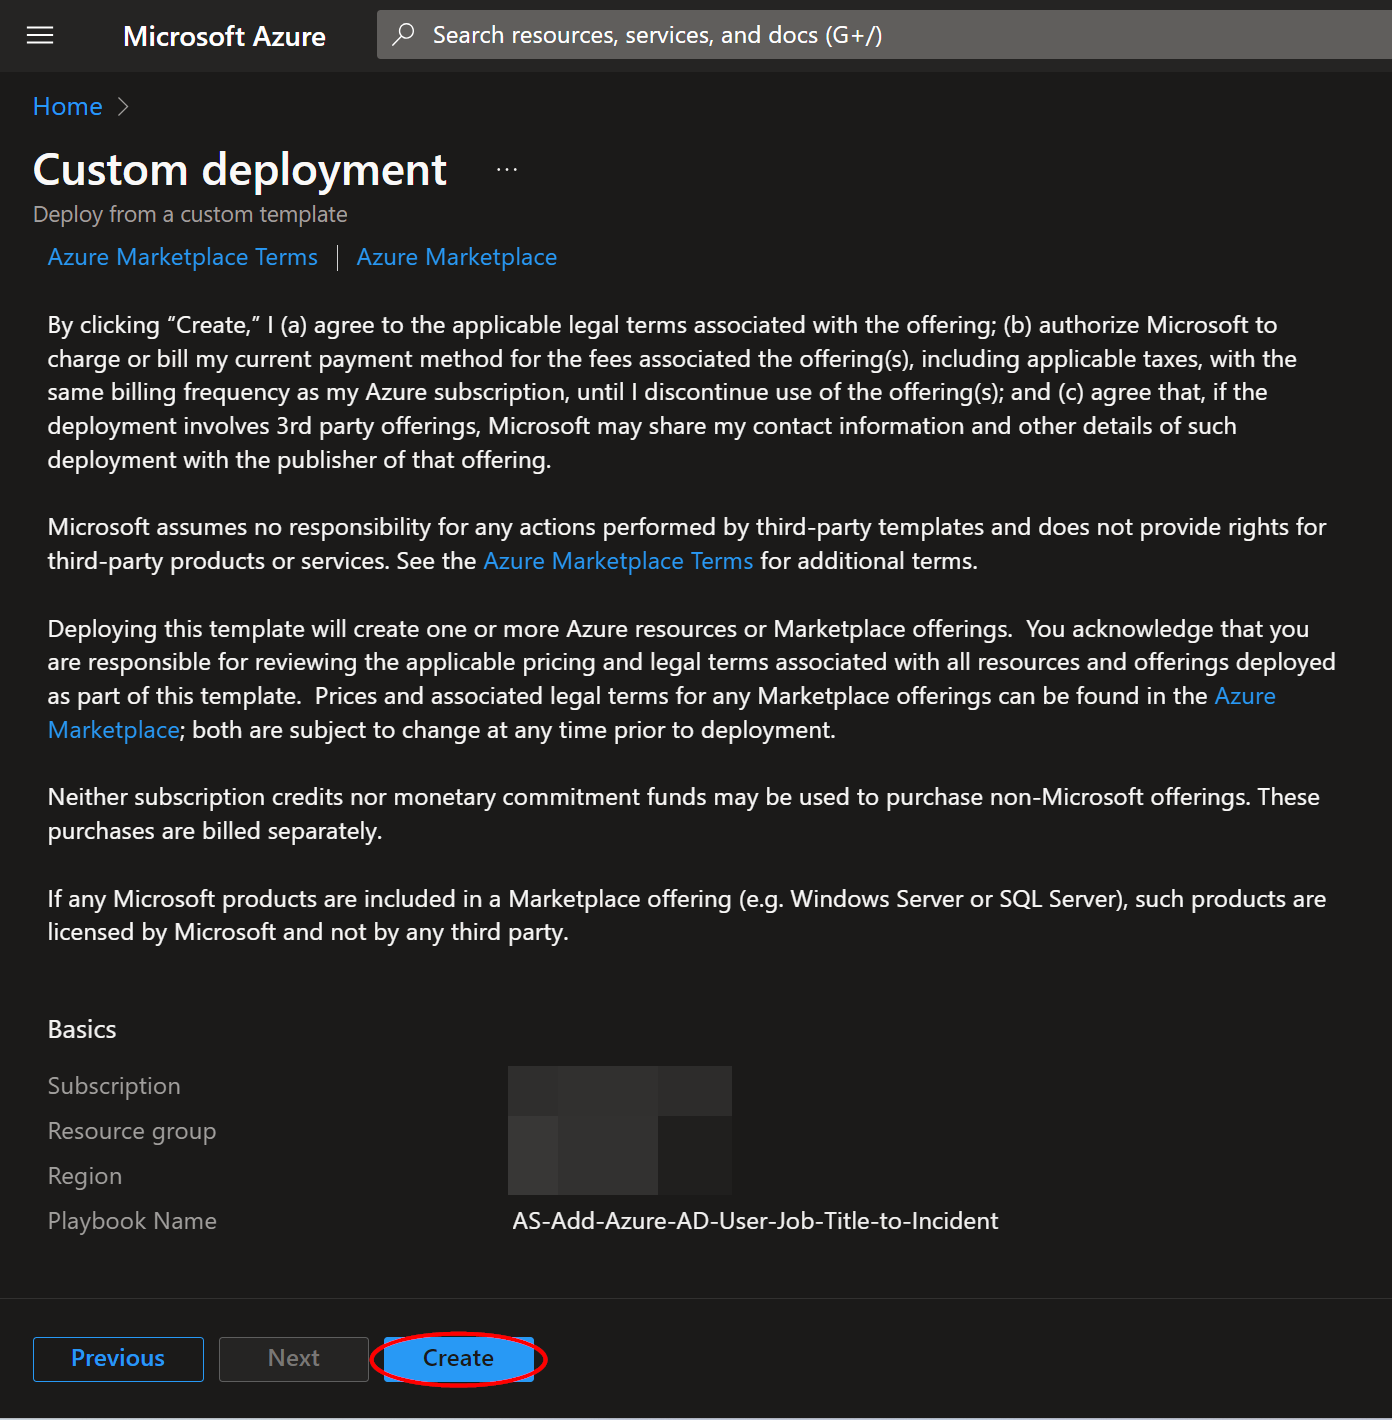 Microsoft Azure
Search resources, services, and docs (G+/)
Home
Custom deployment
...
Deploy from a custom template
Azure Marketplace Terms | Azure Marketplace
By clicking “Create,” I (a) agree to the applicable legal terms associated with the offering; (b) authorize Microsoft to
charge or bill my current payment method for the fees associated the offering(s), including applicable taxes, with the
same billing frequency as my Azure subscription, until I discontinue use of the offering(s); and (c) agree that, if the
deployment involves 3rd party offerings, Microsoft may share my contact information and other details of such
deployment with the publisher of that offering.
Microsoft assumes no responsibility for any actions performed by third-party templates and does not provide rights for
third-party products or services. See the Azure Marketplace Terms for additional terms.
Deploying this template will create one or more Azure resources or Marketplace offerings.  You acknowledge that you
are responsible for reviewing the applicable pricing and legal terms associated with all resources and offerings deployed
as part of this template.  Prices and associated legal terms for any Marketplace offerings can be found in the Azure
Marketplace; both are subject to change at any time prior to deployment.
Neither subscription credits nor monetary commitment funds may be used to purchase non-Microsoft offerings. These
purchases are billed separately.
If any Microsoft products are included in a Marketplace offering (e.g. Windows Server or SQL Server), such products are
licensed by Microsoft and not by any third party.
Basics
Subscription
Resource group
Region
Playbook Name AS-Add-Azure-AD-User-Job-Title-to-Incident
Previous
Next
Create